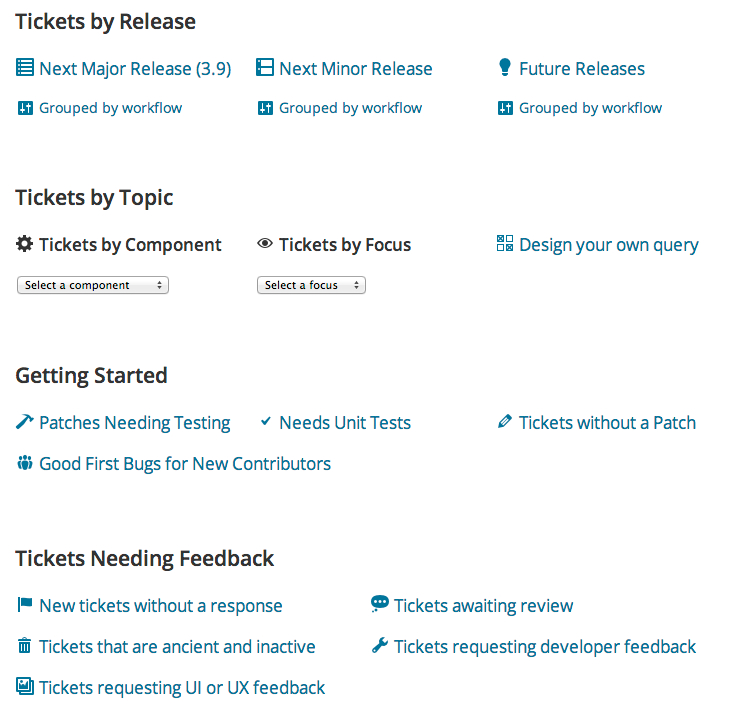 Tickets by Release
Next Major Release (3.9) Next Minor Release Future Releases
Grouped by workflow Grouped by workflow Grouped by workflow
Tickets by Topic
Tickets by Component Tickets by Focus Design your own query
Select a component Select a focus
Getting Started
Patches Needing Testing Needs Unit Tests Tickets without a Patch
Good First Bugs for New Contributors
Tickets Needing Feedback
New tickets without a response Tickets awaiting review
Tickets that are ancient and inactive Tickets requesting developer feedback
Tickets requesting UI or UX feedback